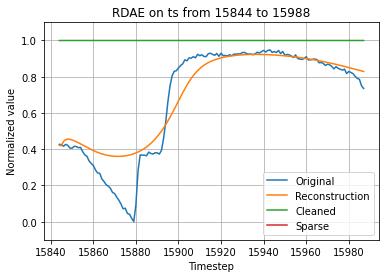 RDAE on ts from 15844 to 15988
1.0
0.8
0.6
0.4
0.2
0.0
Normalized value
15840 15860 15880 15900 15920 15940 15960 15980
Timestep
Original
Reconstruction
Cleaned
Sparse